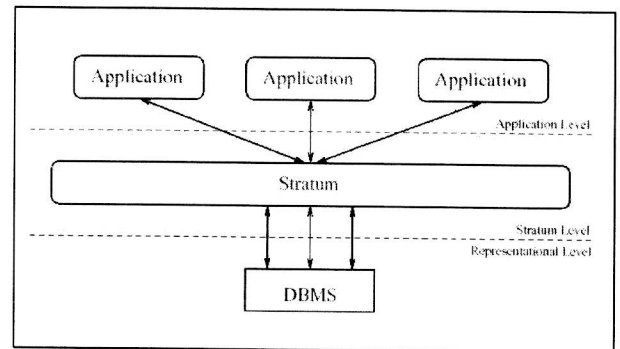 Application Application Application
Application Level
Stratum
Stratum Level
Representational Level
DBMS